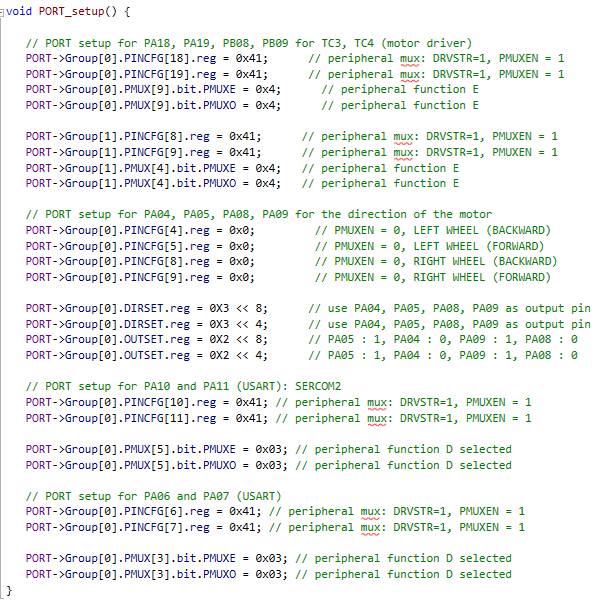 void PORT_setup() {
// PORT setup for PA18, PA19, PB08, PB09 for TC3, TC4 (motor driver)
PORT->Group[0].PINCFG[18].reg = 0x41; // peripheral mux: DRVSTR=1, PMUXEN = 1
PORT->Group[0].PINCFG[19].reg = 0x41; // peripheral mux: DRVSTR=1, PMUXEN = 1
PORT->Group[0].PMUX[9].bit.PMUXE = 0x4; // peripheral function E
PORT->Group[0].PMUX[9].bit.PMUXO = 0x4; // peripheral function E
PORT->Group[1].PINCFG[8].reg = 0x41; // peripheral mux: DRVSTR=1, PMUXEN = 1
PORT->Group[1].PINCFG[9].reg = 0x41; // peripheral mux: DRVSTR=1, PMUXEN = 1
PORT->Group[1].PMUX[4].bit.PMUXE = 0x4; // peripheral function E
PORT->Group[1].PMUX[4].bit.PMUXO = 0x4; // peripheral function E
// PORT setup for PA04, PA05, PA08, PA09 for the direction of the motor
PORT->Group[0].PINCFG[4].reg = 0x0; // PMUXEN = 0, LEFT WHEEL (BACKWARD)
PORT->Group[0].PINCFG[5].reg = 0x0; // PMUXEN = 0, LEFT WHEEL (FORWARD)
PORT->Group[0].PINCFG[8].reg = 0x0; // PMUXEN = 0, RIGHT WHEEL (BACKWARD)
PORT->Group[0].PINCFG[9].reg = 0x0; // PMUXEN = 0, RIGHT WHEEL (FORWARD)
PORT->Group[0].DIRSET.reg = 0X3 << 8; // use PA04, PA05, PA08, PA09 as output pin
PORT->Group[0].DIRSET.reg = 0X3 << 4; // use PA04, PA05, PA08, PA09 as output pin
PORT->Group[0].OUTSET.reg = 0X2 << 8; // PA05 : 1, PA04 : 0, PA09 : 1, PA08 : 0
PORT->Group[0].OUTSET.reg = 0X2 << 4; // PA05 : 1, PA04 : 0, PA09 : 1, PA08 : 0
// PORT setup for PA10 and PA11 (USART): SERCOM2
PORT->Group[0].PINCFG[10].reg = 0x41; // peripheral mux: DRVSTR=1, PMUXEN = 1
PORT->Group[0].PINCFG[11].reg = 0x41; // peripheral mux: DRVSTR=1, PMUXEN = 1
PORT->Group[0].PMUX[5].bit.PMUXE = 0x03; // peripheral function D selected
PORT->Group[0].PMUX[5].bit.PMUXO = 0x03; // peripheral function D selected
// PORT setup for PA06 and PA07 (USART)
PORT->Group[0].PINCFG[6].reg = 0x41; // peripheral mux: DRVSTR=1, PMUXEN = 1
PORT->Group[0].PINCFG[7].reg = 0x41; // peripheral mux: DRVSTR=1, PMUXEN = 1
PORT->Group[0].PMUX[3].bit.PMUXE = 0x03; // peripheral function D selected
PORT->Group[0].PMUX[3].bit.PMUXO = 0x03; // peripheral function D selected
}